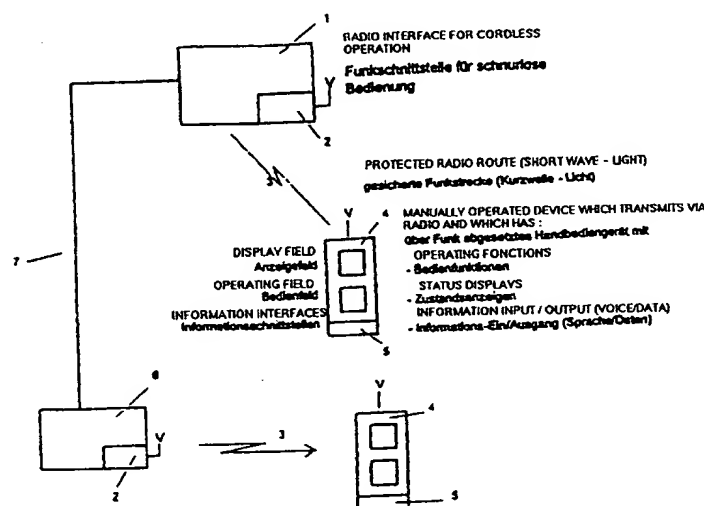 1
RADIO INTERFACE FOR CORDLESS
OPERATION
Funkschnittstelle für schnurlose
Bedienung
2
3
PROTECTED RADIO ROUTE (SHORT WAVE - LIGHT)
gesicherte Funkstrecke (Kurzwelle - Licht)
4
MANUALLY OPERATED DEVICE WHICH TRANSMITS VIA
RADIO AND WHICH HAS :
über Funk abgesetztes Handbediengerät mit
DISPLAY FIELD
Anzeigefeld
OPERATING FONCTIONS
- Bedienfunktionen
7
OPERATING FIELD
Bedienfeld
STATUS DISPLAYS
- Zustandsanzeigen
INFORMATION INTERFACES
Informationsschnittstellen
INFORMATION INPUT / OUTPUT (VOICE/DATA)
- Informations-Ein/Ausgang (Sprache/Daten)
5
6
2
3
4
5